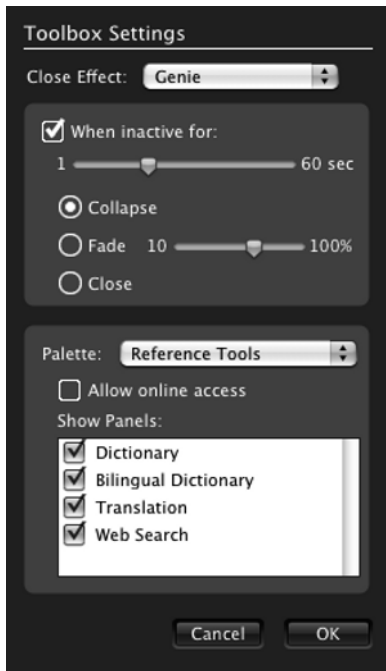 Toolbox Settings
Close Effect: Genie
When inactive for:
1 60 sec
Collapse
Fade 10 100%
Close
Palette: Reference Tools
Allow online access
Show Panels:
Dictionary
Bilingual Dictionary
Translation
Web Search
Cancel OK